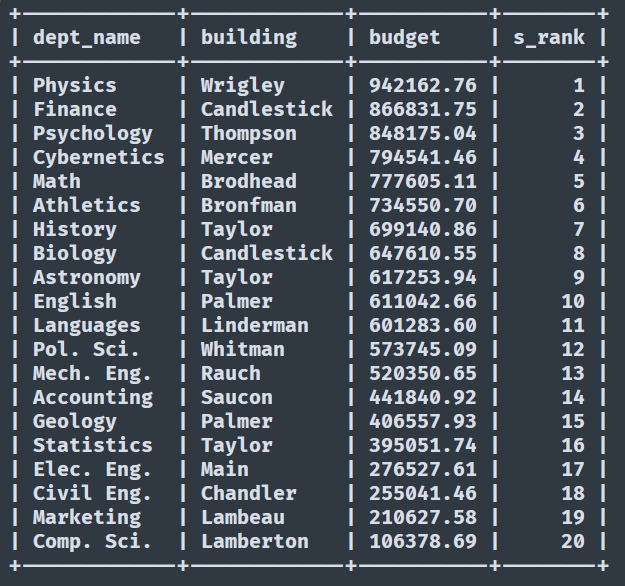 +-------------+-------------+-----------+--------+
| dept_name   | building    | budget    | s_rank |
+-------------+-------------+-----------+--------+
| Physics     | Wrigley     | 942162.76 |      1 |
| Finance     | Candlestick | 866831.75 |      2 |
| Psychology  | Thompson    | 848175.04 |      3 |
| Cybernetics | Mercer      | 794541.46 |      4 |
| Math        | Brodhead    | 777605.11 |      5 |
| Athletics   | Bronfman    | 734550.70 |      6 |
| History     | Taylor      | 699140.86 |      7 |
| Biology     | Candlestick | 647610.55 |      8 |
| Astronomy   | Taylor      | 617253.94 |      9 |
| English     | Palmer      | 611042.66 |     10 |
| Languages   | Linderman   | 601283.60 |     11 |
| Pol. Sci.   | Whitman     | 573745.09 |     12 |
| Mech. Eng.  | Rauch       | 520350.65 |     13 |
| Accounting  | Saucon      | 441840.92 |     14 |
| Geology     | Palmer      | 406557.93 |     15 |
| Statistics  | Taylor      | 395051.74 |     16 |
| Elec. Eng.  | Main        | 276527.61 |     17 |
| Civil Eng.  | Chandler    | 255041.46 |     18 |
| Marketing   | Lambeau     | 210627.58 |     19 |
| Comp. Sci.  | Lamberton   | 106378.69 |     20 |
+-------------+-------------+-----------+--------+